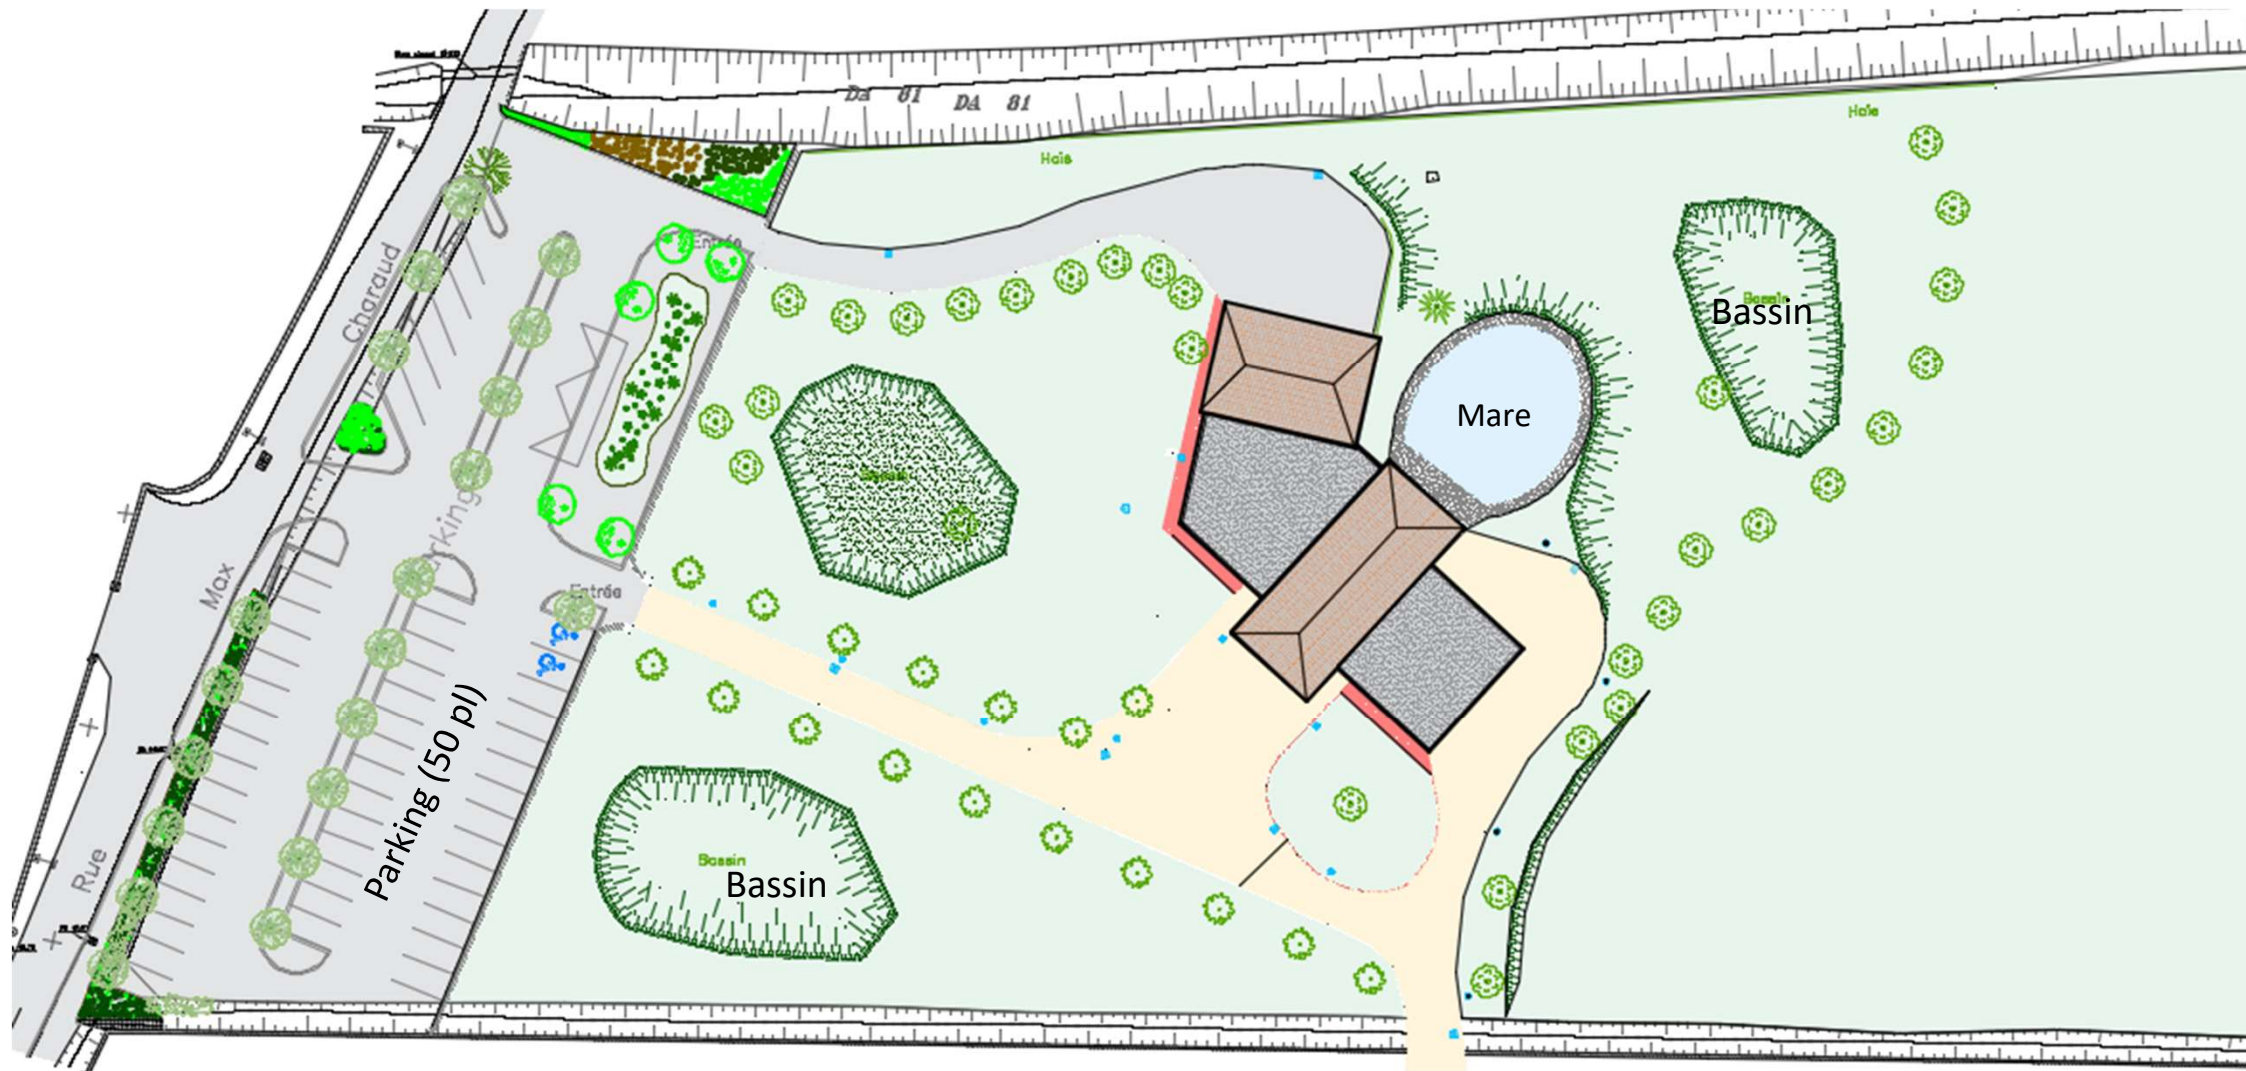 DA 81 DA 81
Haie
Haie
Charaud
Entrée
Bassin
Bassin
Mare
Bassin
Parking
Max
Entrée
Parking (50 pl)
Rue
Bassin
Bassin